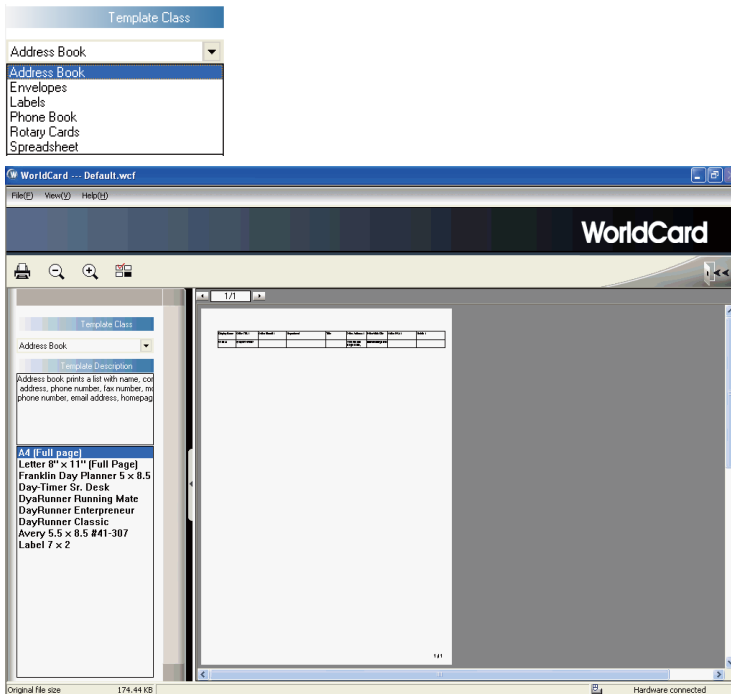 Template Class
Address Book
Address Book
Envelopes
Labels
Phone Book
Rotary Cards
Spreadsheet
WorldCard --- Default.wcf
File(F) View(V) Help(H)
WorldCard
1/1
Template Class
Address Book
Template Description
Address book prints a list with name, com
address, phone number, fax number, mo
phone number, email address, homepag
A4 (Full page)
Letter 8" x 11" (Full Page)
Franklin Day Planner 5 x 8.5
Day-Timer Sr. Desk
DyaRunner Running Mate
DayRunner Enterpreneur
DayRunner Classic
Avery 5.5 x 8.5 #41-307
Label 7 x 2
1/1
Original file size 174.44 KB Hardware connected